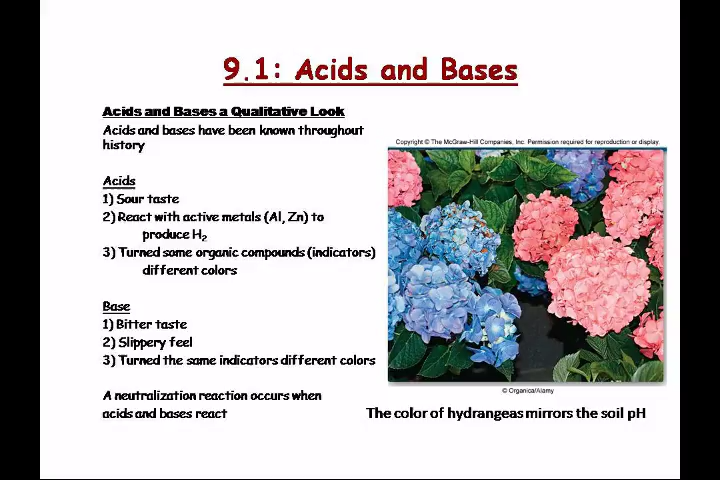 9.1: Acids and Bases
Acids and Bases a Qualitative Look
Acids and bases have been known throughout
history
Acids
1) Sour taste
2) React with active metals (Al, Zn) to
produce H₂
3) Turned some organic compounds (indicators)
different colors
Base
1) Bitter taste
2) Slippery feel
3) Turned the same indicators different colors
A neutralization reaction occurs when
acids and bases react
Copyright © The McGraw-Hill Companies, Inc. Permission required for reproduction or display.
© Organica/Alamy
The color of hydrangeas mirrors the soil pH